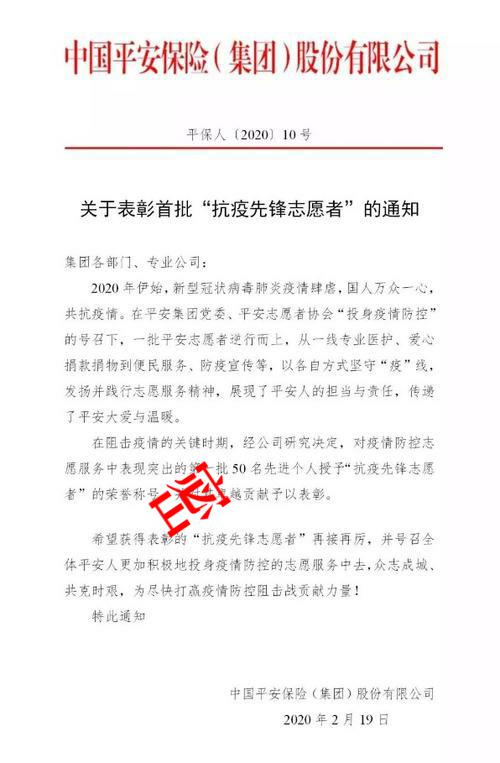 中国平安保险(集团)股份有限公司
平保人〔2020〕10号
关于表彰首批“抗疫先锋志愿者”的通知
集团各部门、专业公司:
2020年伊始,新型冠状病毒肺炎疫情肆虐,国人万众一心,
共抗疫情。在平安集团党委、平安志愿者协会“投身疫情防控”
的号召下,一批平安志愿者逆行而上,从一线专业医护、爱心
捐款捐物到便民服务、防疫宣传等,以各自方式坚守“疫”线,
发扬并践行志愿服务精神,展现了平安人的担当与责任,传递
了平安大爱与温暖。
在阻击疫情的关键时期,经公司研究决定,对疫情防控志
愿服务中表现突出的第一批50名先进个人授予“抗疫先锋志愿
者”的荣誉称号,越贡献予以表彰。
希望获得表彰的“抗疫先锋志愿者”再接再厉,并号召全
体平安人更加积极地投身疫情防控的志愿服务中去,众志成城、
共克时艰,为尽快打赢疫情防控阻击战贡献力量!
特此通知
中国平安保险(集团)股份有限公司
2020年2月19日